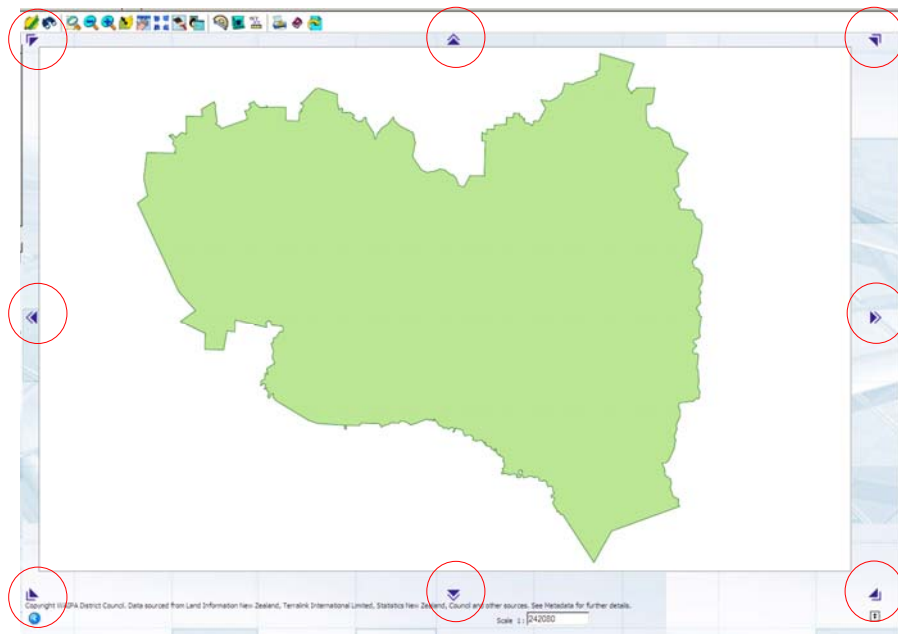 Copyright WAIPA District Council. Data sourced from Land Information New Zealand, Terralink International Limited, Statistics New Zealand, Council and other sources. See Metadata for further details.
Scale 1: 242080